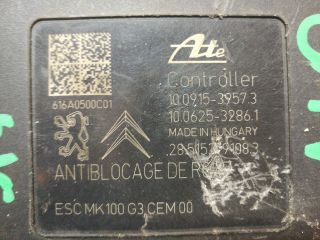 Ate
616A0500C01
Controller
10.0915-3957.3
10.0625-3286.1
MADE IN HUNGARY
ANTIBLOCAGE DE
ESC MK100 G3 CEM 00